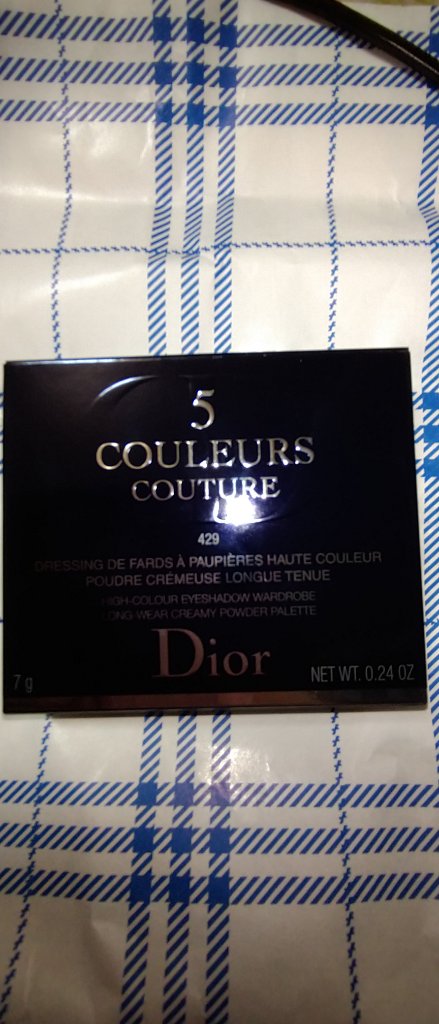 5
COULEURS
COUTURE
429
DRESSING DE FARDS À PAUPIÈRES HAUTE COULEUR
POUDRE CRÉMEUSE LONGUE TENUE
HIGH-COLOUR EYESHADOW WARDROBE
LONG-WEAR CREAMY POWDER PALETTE
Dior
7 g
NET WT. 0.24 OZ